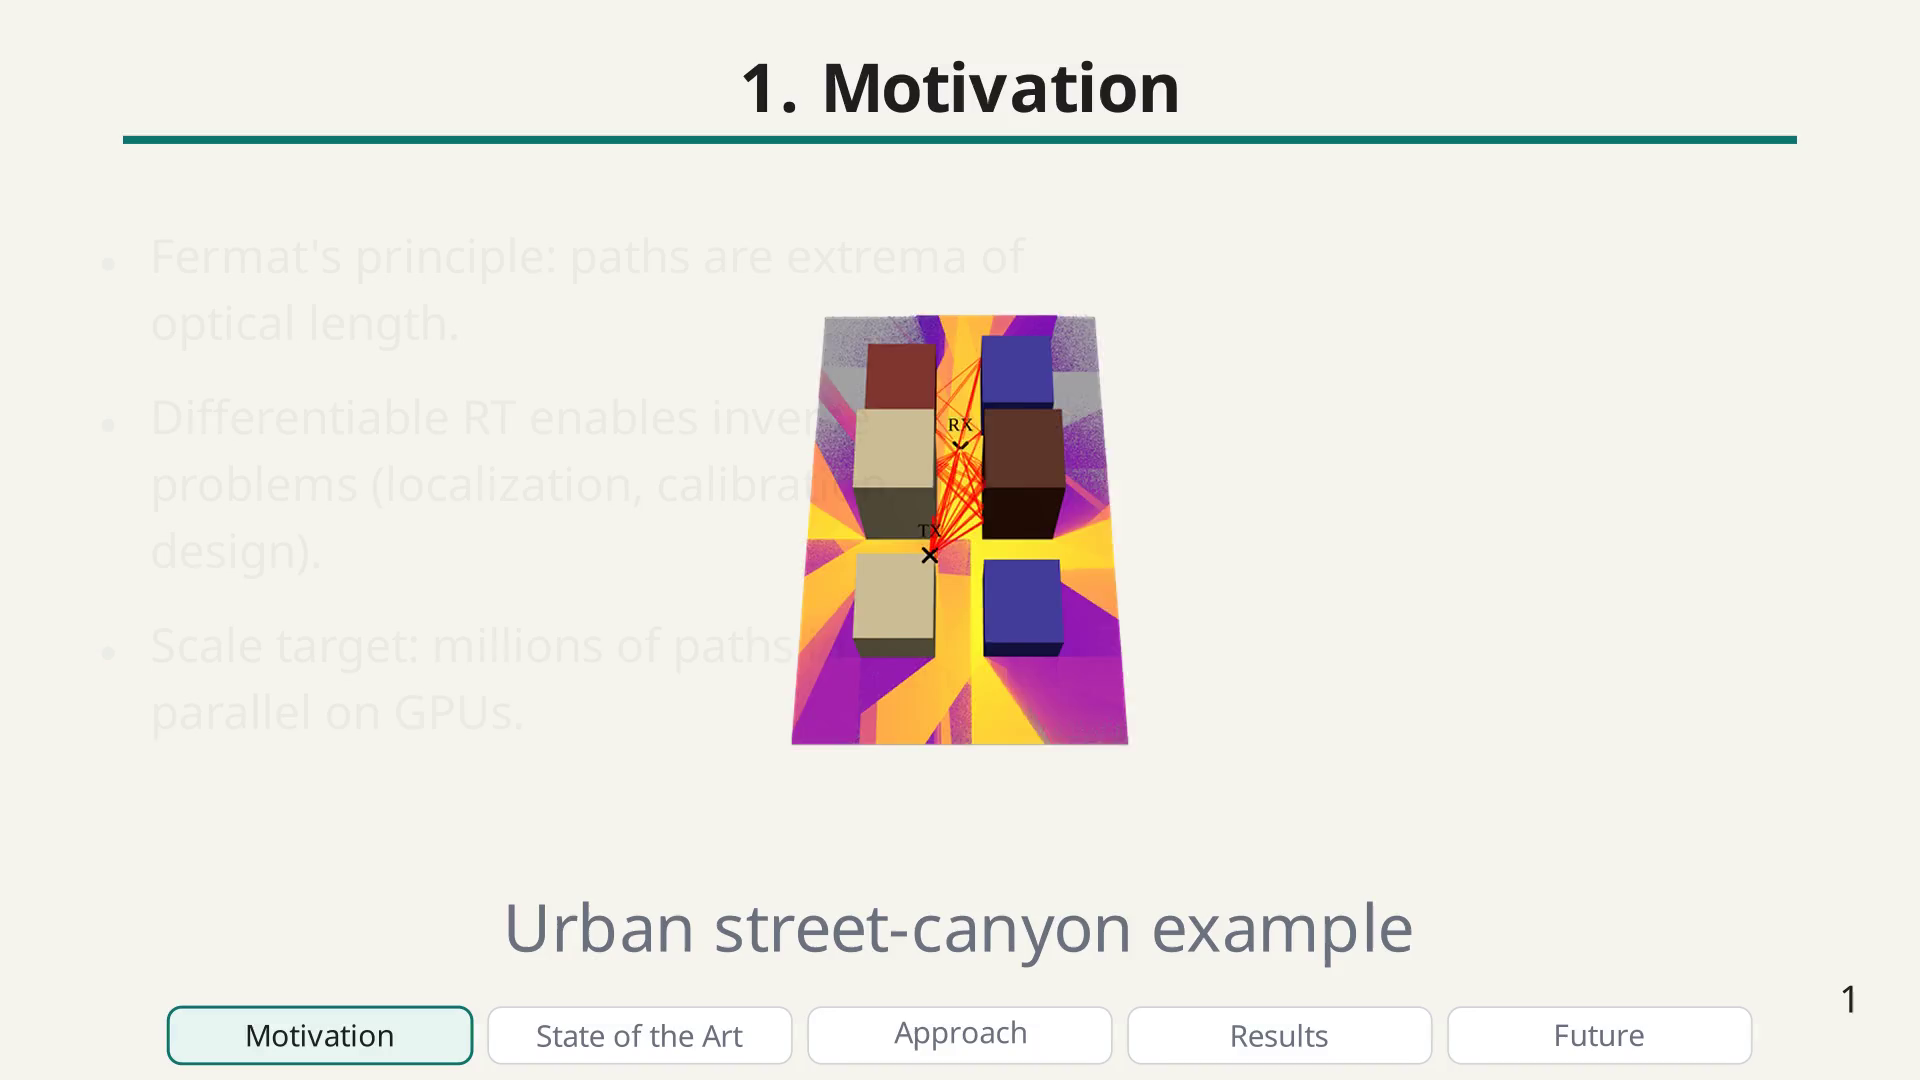 1. Motivation
• Fermat's principle: paths are extrema of
optical length.
• Differentiable RT enables inverse
problems (localization, calibration,
design).
• Scale target: millions of paths
parallel on GPUs.
RX
TX
Urban street-canyon example
1
Motivation
State of the Art
Approach
Results
Future